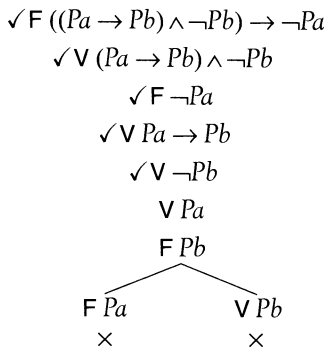 ✓F ((Pa → Pb) ∧ ¬Pb) → ¬Pa
✓V (Pa → Pb) ∧ ¬Pb
✓F ¬Pa
✓V Pa → Pb
✓V ¬Pb
V Pa
F Pb
F Pa V Pb
× ×